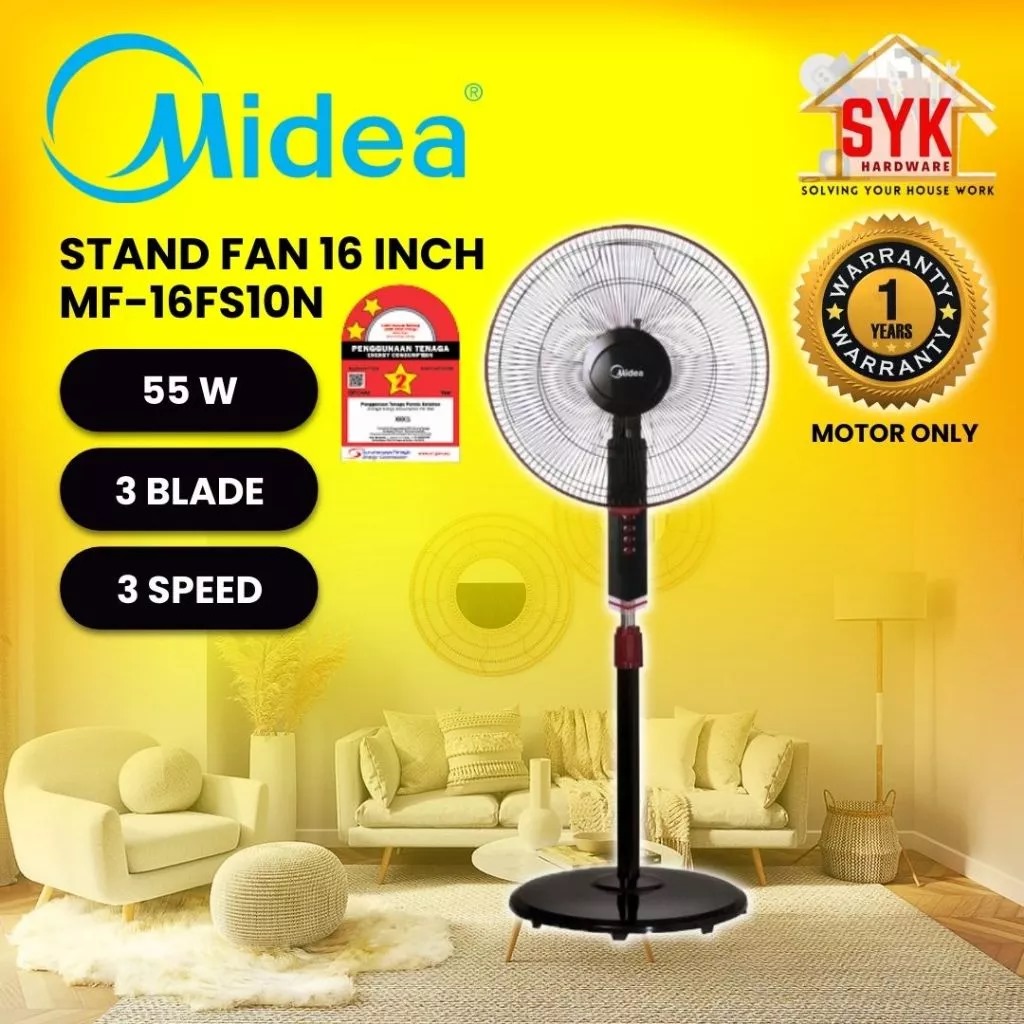 Midea®
SYK
HARDWARE
SOLVING YOUR HOUSE WORK
STAND FAN 16 INCH
MF-16FS10N
55 W
3 BLADE
3 SPEED
PENGGUNAAN TENAGA
ENERGY CONSUMPTION
2
Midea
WARRANTY
1
YEARS
WARRANTY
MOTOR ONLY